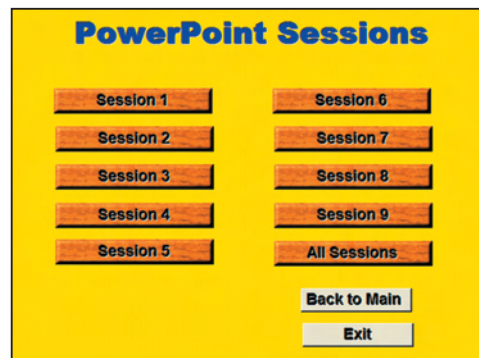 PowerPoint Sessions
Session 1
Session 2
Session 3
Session 4
Session 5
Session 6
Session 7
Session 8
Session 9
All Sessions
Back to Main
Exit